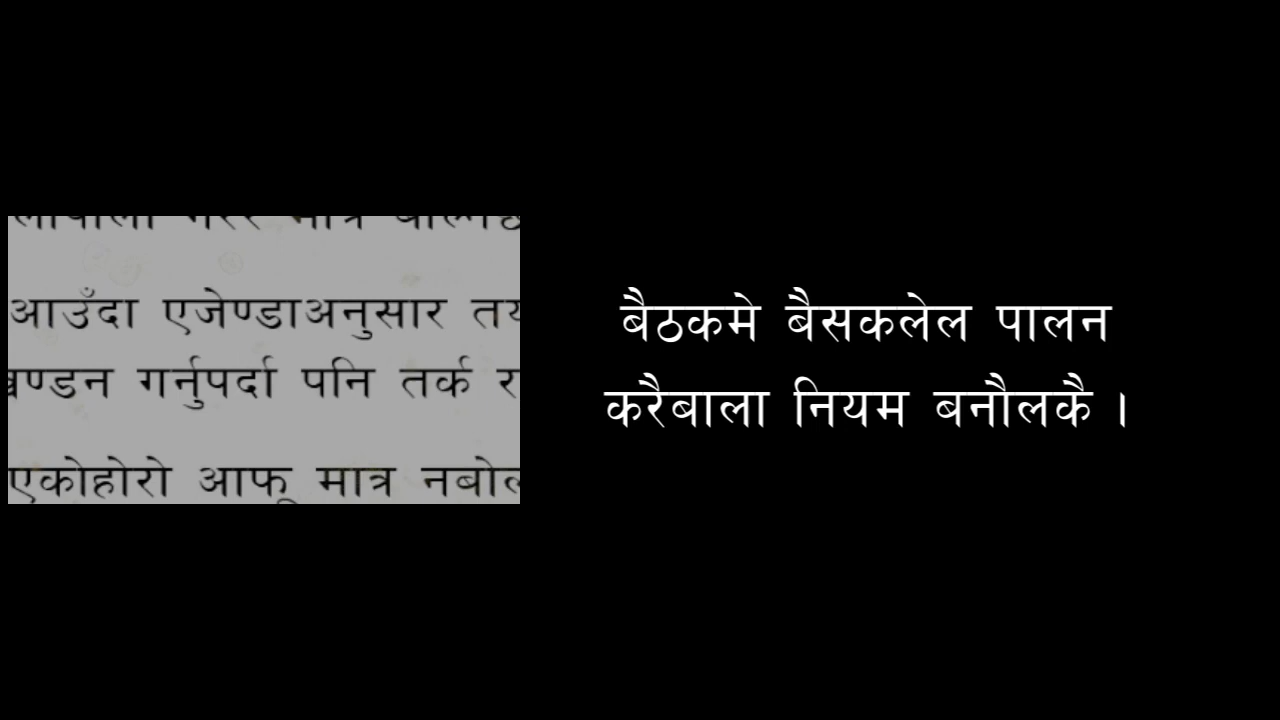 आउँदा एजेण्डाअनुसार
गर्नुपर्दा पनि तर्क
एकोहोरो आफू मात्र
बैठकमे बैसकलेल पालन
करैबाला नियम बनौलकै ।